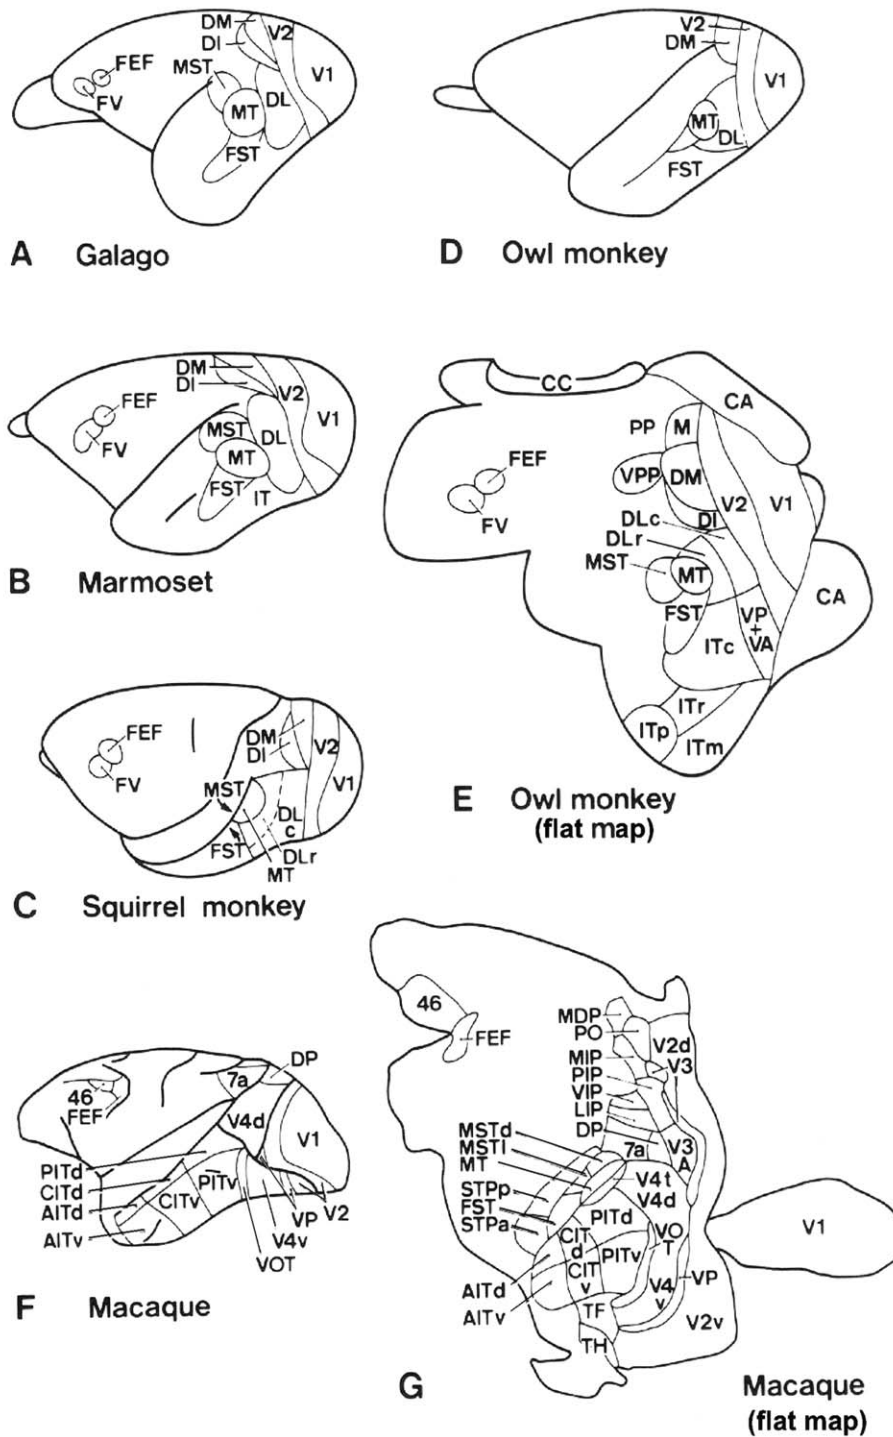 DM
V2
DI
MST
FEF
FV
MT
DL
V1
FST
A Galago
V2
DM
V1
MT
DL
FST
D Owl monkey
DM
DI
V2
FEF
FV
MST
DL
V1
MT
FST
IT
B Marmoset
CC
CA
PP
M
FEF
VPP
DM
FV
DLc
DI
V2
V1
DLr
MST
MT
FST
VP
+
VA
CA
ITc
ITr
ITp
ITm
E Owl monkey
(flat map)
FEF
DM
DI
V2
FV
MST
V1
DL
c
FST
DLr
MT
C Squirrel monkey
DP
7a
46
FEF
V4d
V1
PITd
CITd
PITv
AITd
CITv
AITv
VP
V2
V4v
VOT
F Macaque
46
FEF
MDP
PO
V2d
MIP
V3
PIP
VIP
LIP
DP
MSTd
7a
V3
A
MSTl
MT
V4t
V4d
STPp
FST
PITd
STPa
CIT
d
VO
T
PITv
CIT
v
AITd
V4
v
VP
AITv
TF
V2v
TH
V1
G Macaque
(flat map)